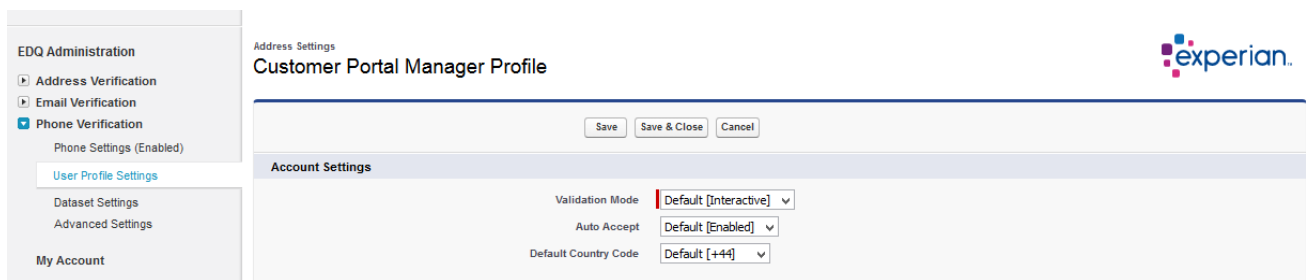 EDQ Administration
Address Verification
Email Verification
Phone Verification
Phone Settings (Enabled)
User Profile Settings
Dataset Settings
Advanced Settings
My Account
Address Settings
Customer Portal Manager Profile
experian.
Save Save & Close Cancel
Account Settings
Validation Mode Default [Interactive]
Auto Accept Default [Enabled]
Default Country Code Default [+44]